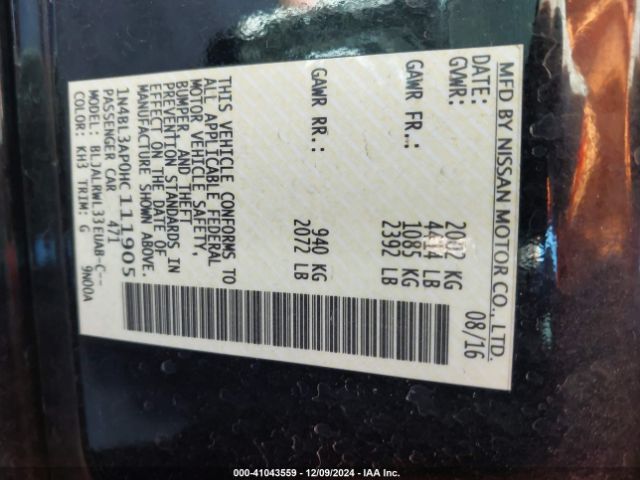 MFD BY NISSAN MOTOR CO., LTD.
DATE: 08/16
GVWR: 2002 KG
4414 LB
GAWR FR.: 1085 KG
2392 LB
GAWR RR.: 940 KG
2072 LB
THIS VEHICLE CONFORMS TO
ALL APPLICABLE FEDERAL
MOTOR VEHICLE SAFETY,
BUMPER, AND THEFT
PREVENTION STANDARDS IN
EFFECT ON THE DATE OF
MANUFACTURE SHOWN ABOVE.
1N4BL3AP0HC111905
PASSENGER CAR 471
MODEL: BLJALRWL33EUAB-C--
COLOR: KH3 TRIM: G 9N00A
000-41043559 — 12/09/2024 — IAA Inc.